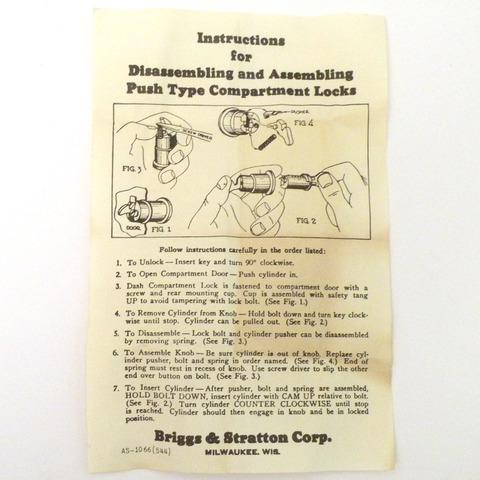 Instructions
for
Disassembling and Assembling
Push Type Compartment Locks
PUSHER
FIG. 4
SCREW DRIVER
FIG. 3
DOOR
FIG. 1
FIG. 2
Follow instructions carefully in the order listed:
1. To Unlock — Insert key and turn 90° clockwise.
2. To Open Compartment Door — Push cylinder in.
3. Dash Compartment Lock is fastened to compartment door with a
screw and rear mounting cup. Cup is assembled with safety tang
UP to avoid tampering with lock bolt. (See Fig. 1.)
4. To Remove Cylinder from Knob — Hold bolt down and turn key clock-
wise until stop. Cylinder can be pulled out. (See Fig. 2)
5. To Disassemble — Lock bolt and cylinder pusher can be disassembled
by removing spring. (See Fig. 3.)
6. To Assemble Knob — Be sure cylinder is out of knob. Replace cyl-
inder pusher, bolt and spring in order named. (See Fig. 4.) End of
spring must rest in recess of knob. Use screw driver to slip the other
end over button on bolt. (See Fig. 3.)
7. To Insert Cylinder — After pusher, bolt and spring are assembled,
HOLD BOLT DOWN, insert cylinder with CAM UP relative to bolt.
(See Fig. 2.) Turn cylinder COUNTER CLOCKWISE until stop
is reached. Cylinder should then engage in knob and be in locked
position.
Briggs & Stratton Corp.
AS-1066(544)
MILWAUKEE, WIS.